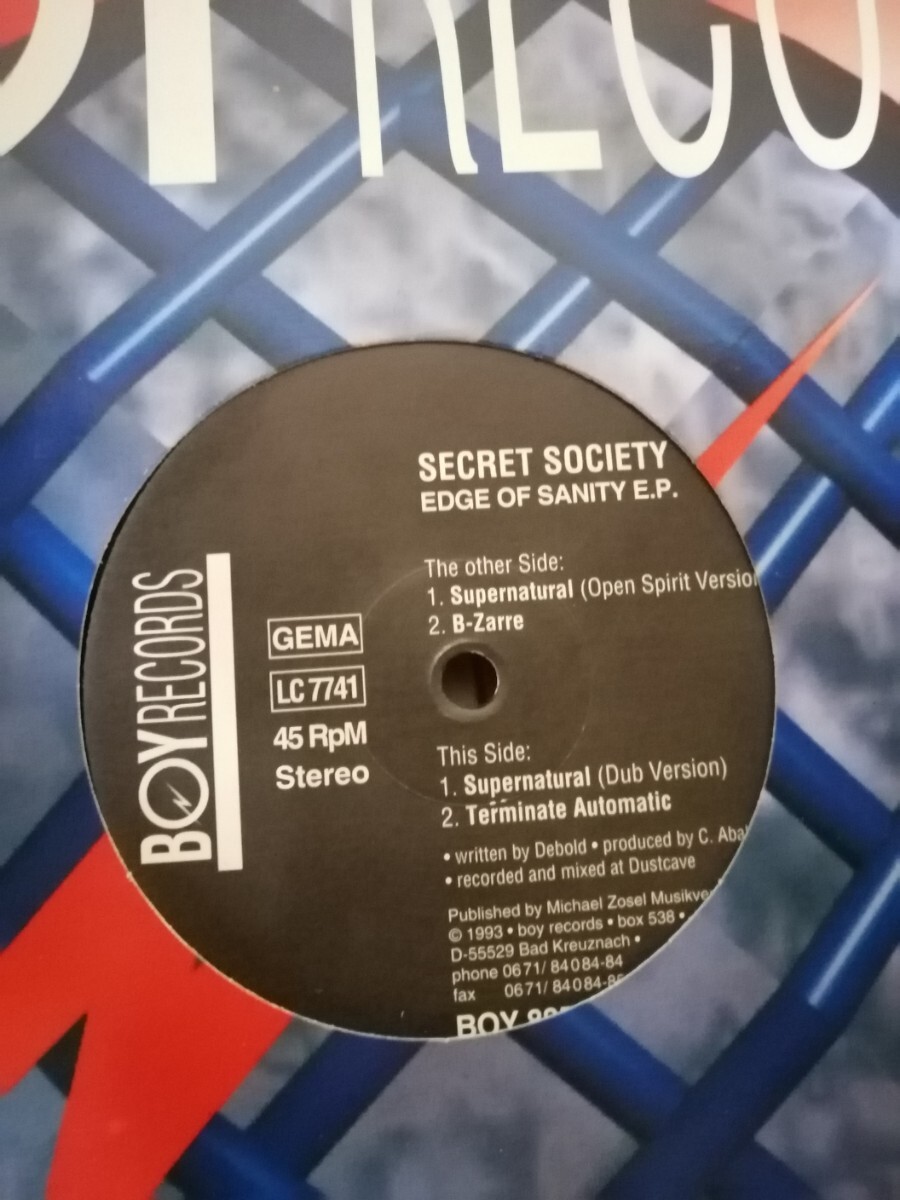 RECO
SECRET SOCIETY
EDGE OF SANITY E.P.
The other Side:
1. Supernatural (Open Spirit Version
2. B-Zarre
BOY RECORDS
GEMA
LC 7741
45 RpM
Stereo
This Side:
1. Supernatural (Dub Version)
2. Terminate Automatic
• written by Debold • produced by C. Aba
• recorded and mixed at Dustcave
Published by Michael Zosel Musikve
© 1993 • boy records • box 538 •
D-55529 Bad Kreuznach •
phone 0671/ 84084-84
fax 0671/ 84084-
BOY